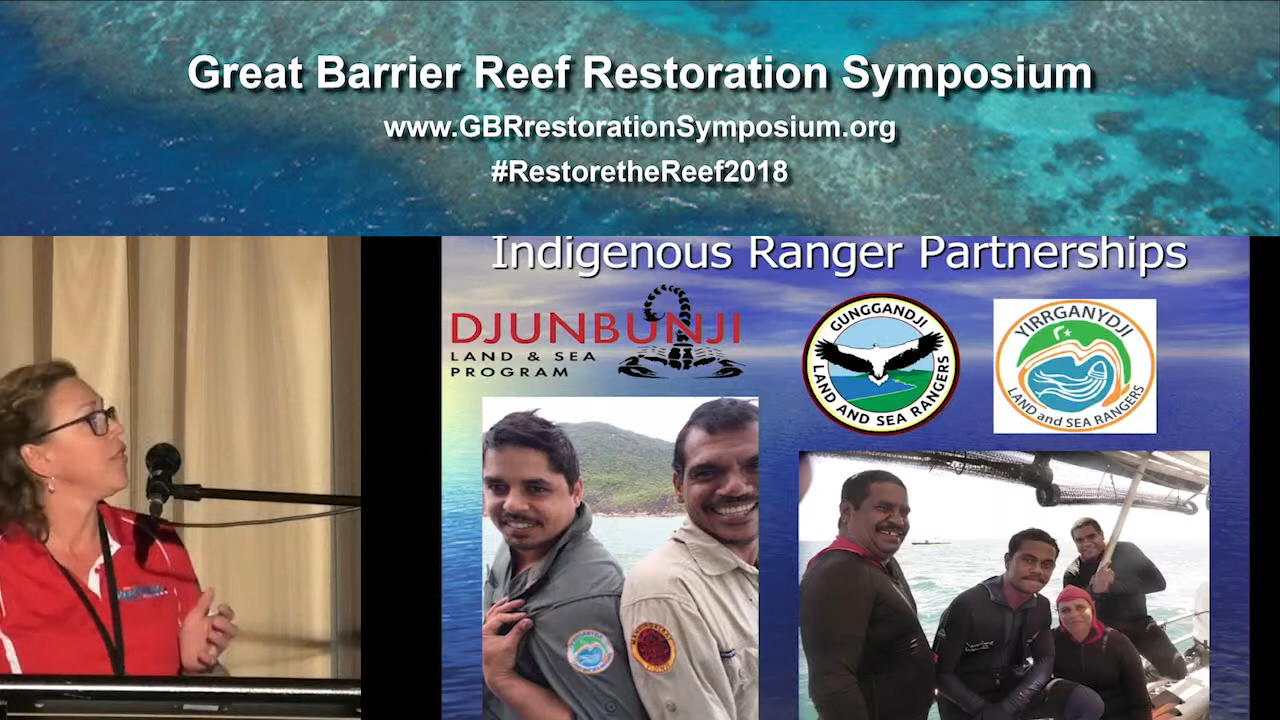 Great Barrier Reef Restoration Symposium
www.GBRrestorationSymposium.org
#RestoretheReef2018
Indigenous Ranger Partnerships
DJUNBUNJI
LAND & SEA
PROGRAM
GUNGGANDJI
LAND AND SEA RANGERS
YIRRGANYDJI
LAND and SEA RANGERS